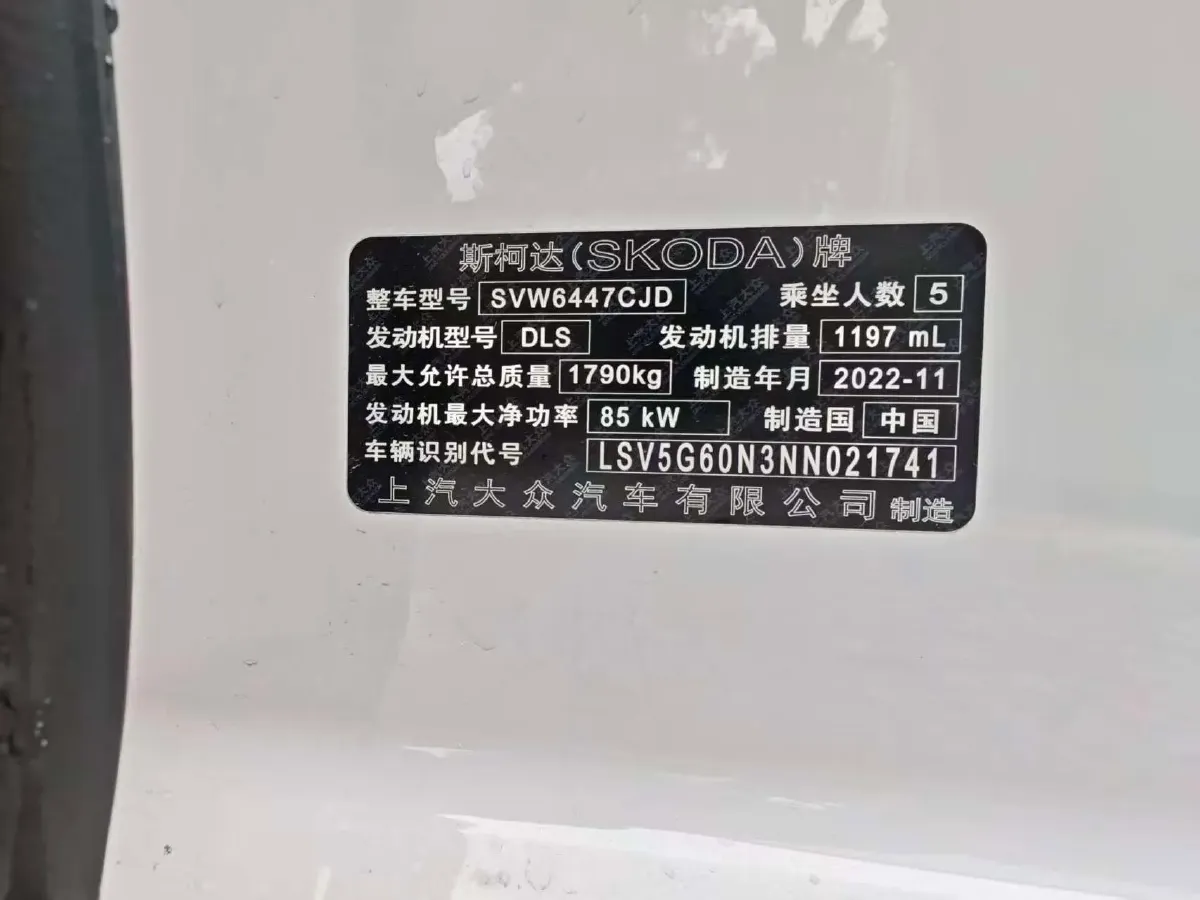 斯柯达(SKODA)牌
整车型号 SVW6447CJD 乘坐人数 5
发动机型号 DLS 发动机排量 1197 mL
最大允许总质量 1790kg 制造年月 2022-11
发动机最大净功率 85 kW 制造国 中国
车辆识别代号 LSV5G60N3NN021741
上汽大众汽车有限公司 制造